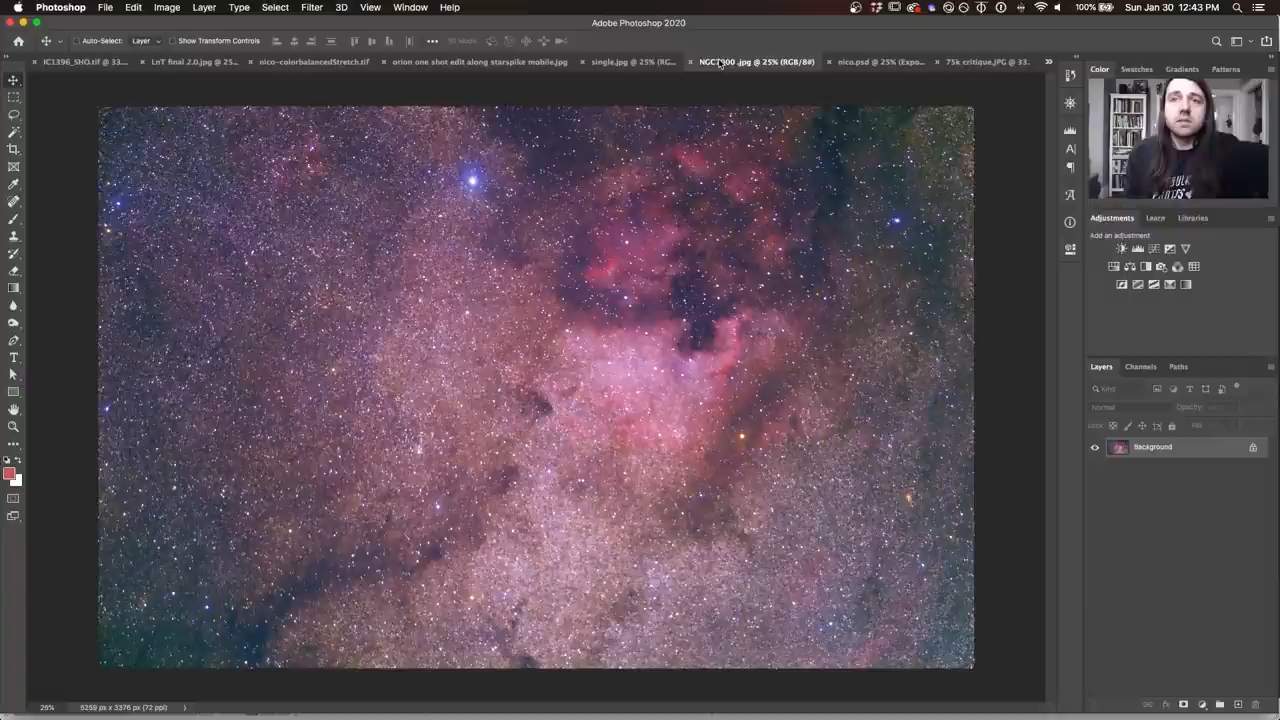 Photoshop File Edit Image Layer Type Select Filter 3D View Window Help 100% Sun Jan 30 12:43 PM
Adobe Photoshop 2020
Auto-Select: Layer Show Transform Controls 3D Mode:
IC1396_SHO.tif @ 33.... LnT final 2.0.jpg @ 25... nico-colorbalancedStretch.tif orion one shot edit along starspike mobile.jpg single.jpg @ 25% (RG... .jpg @ 25% (RGB/8#) nico.psd @ 25% (Expo... 75k critique.JPG @ 33.
Color Swatches Gradients Patterns
Adjustments Learn Libraries
Add an adjustment
Layers Channels Paths
Kind
Normal Opacity:
Lock: Fill:
Background
25% 5259 px x 3376 px (72 ppi)